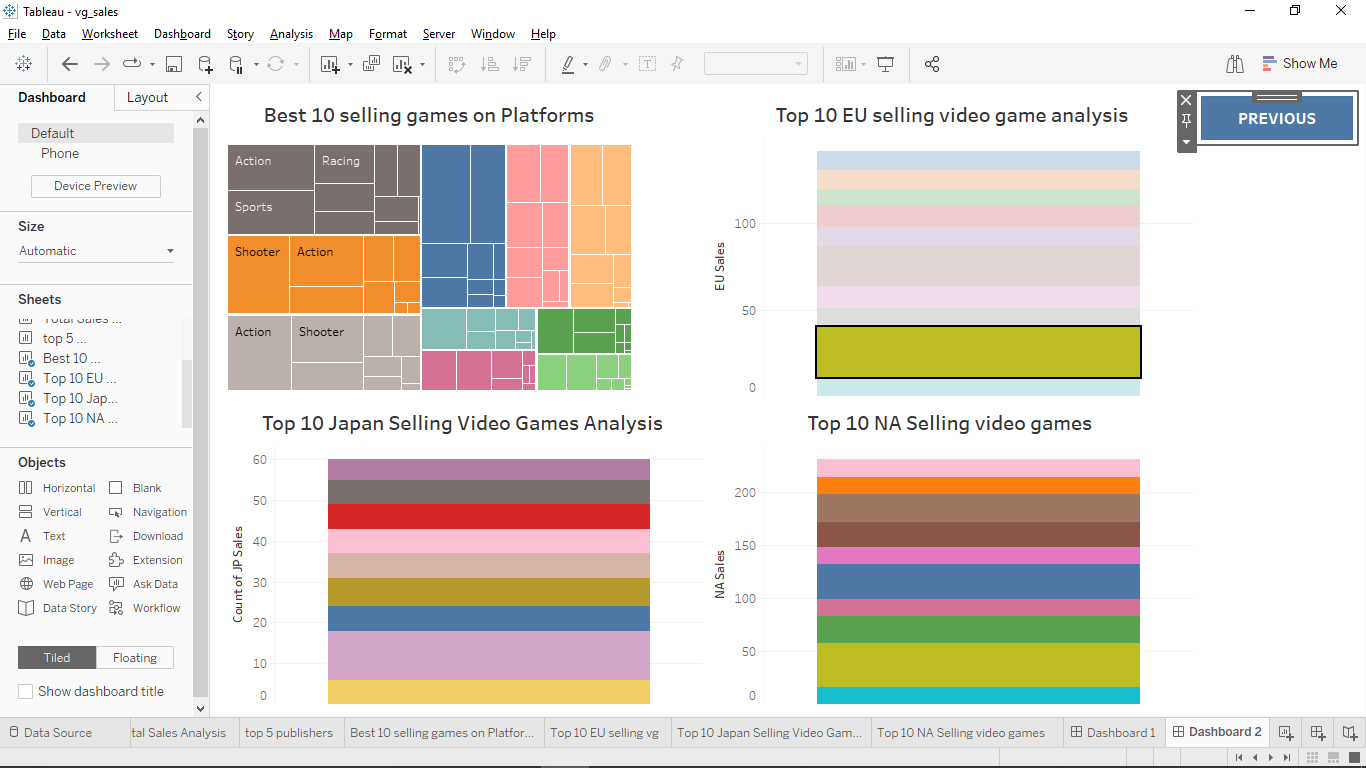 Tableau - vg_sales
File Data Worksheet Dashboard Story Analysis Map Format Server Window Help
Show Me
Dashboard Layout
Default
Phone
Device Preview
Size
Automatic
Sheets
top 5 ...
Best 10 ...
Top 10 EU ...
Top 10 Jap...
Top 10 NA ...
Objects
Horizontal Blank
Vertical Navigation
Text Download
Image Extension
Web Page Ask Data
Data Story Workflow
Tiled Floating
Show dashboard title
Best 10 selling games on Platforms
Action Racing
Sports
Shooter Action
Action Shooter
Top 10 EU selling video game analysis
PREVIOUS
EU Sales
100
50
0
Top 10 Japan Selling Video Games Analysis
Count of JP Sales
60
50
40
30
20
10
0
Top 10 NA Selling video games
NA Sales
200
150
100
50
0
Data Source tal Sales Analysis top 5 publishers Best 10 selling games on Platfor... Top 10 EU selling vg Top 10 Japan Selling Video Gam... Top 10 NA Selling video games Dashboard 1 Dashboard 2